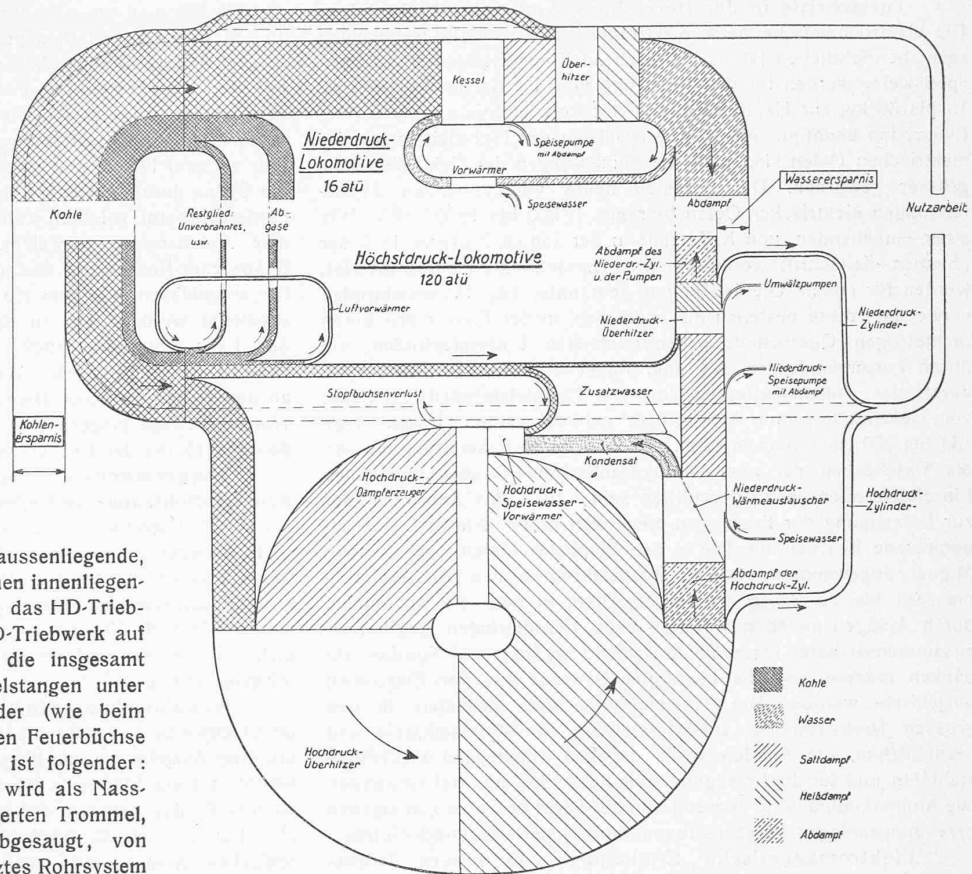 Kessel
Über-
hitzer
Niederdruck-
Lokomotive
16 atü
Speisepumpe
mit Abdampf
Vorwärmer
Speisewasser
Wasserersparnis
Abdampf
Kohle
Restglied
Unverbranntes,
usw.
Ab-
gase
Nutzarbeit
Höchstdruck-Lokomotive
120 atü
Abdampf des
Niederdr.-Zyl.
u. der Pumpen
Umwälzpumpen
Luftvorwärmer
Niederdruck-
Überhitzer
Niederdruck-
Zylinder-
Niederdruck-
Speisepumpe
mit Abdampf
Stopfbuchsenverlust
Zusatzwasser
Kohlen-
ersparnis
Kondensat
Hochdruck-
Dampferzeuger
Hochdruck-
Speisewasser-
Vorwärmer
Niederdruck-
Wärmeaustauscher
Hochdruck-
Zylinder-
Speisewasser
Abdampf der
Hochdruck-Zyl.
Hochdruck-
Überhitzer
Kohle
Wasser
Sattdampf
Heissdampf
Abdampf
aussenliegende,
nen innenliegen-
das HD-Trieb-
D-Triebwerk auf
die insgesamt
elstangen unter
der (wie beim
en Feuerbüchse
ist folgender:
wird als Nass-
erten Trommel,
bgesaugt, von
ztes Rohrsystem